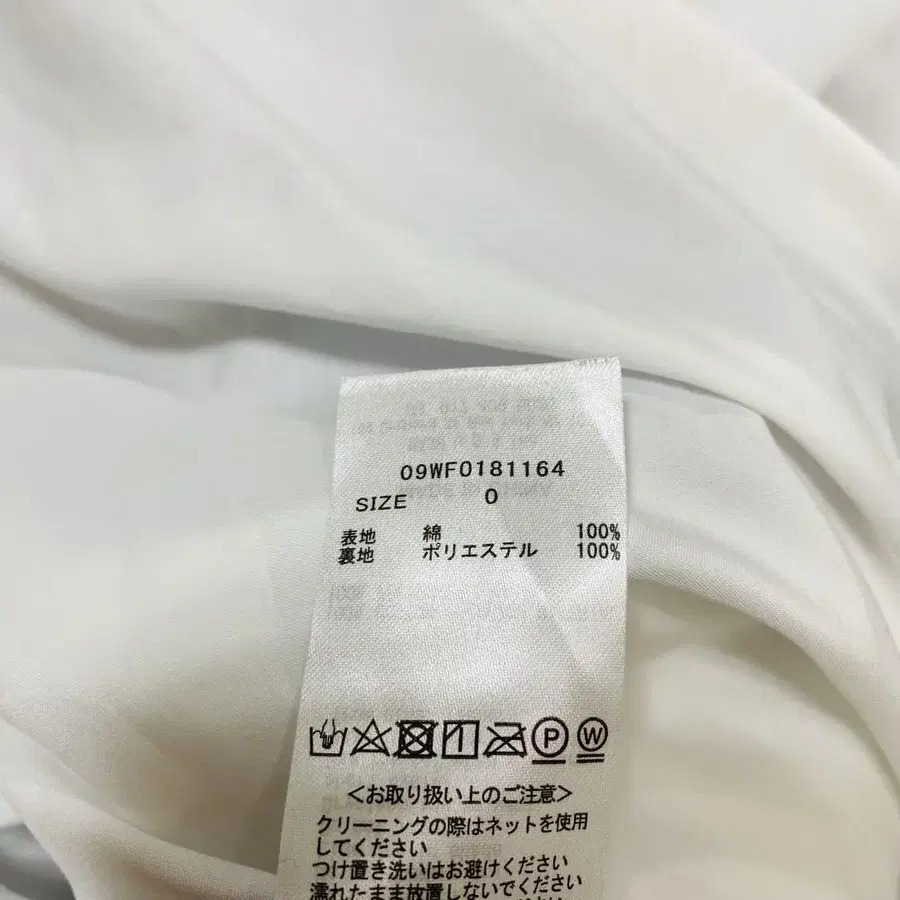 09WF0181164
SIZE 0
表地 綿 100%
裏地 ポリエステル 100%
P W
<お取り扱い上のご注意>
クリーニングの際はネットを使用
してください
つけ置き洗いはお避けください
濡れたまま放置しないでください